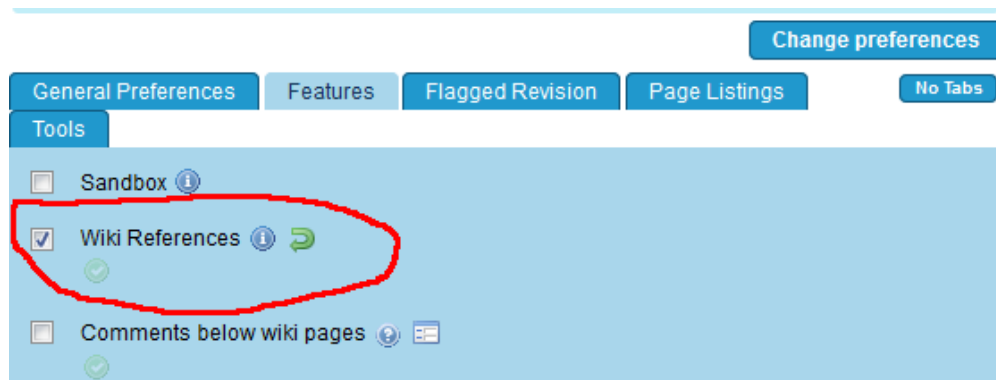 Change preferences
General Preferences Features Flagged Revision Page Listings No Tabs
Tools
Sandbox
Wiki References
Comments below wiki pages